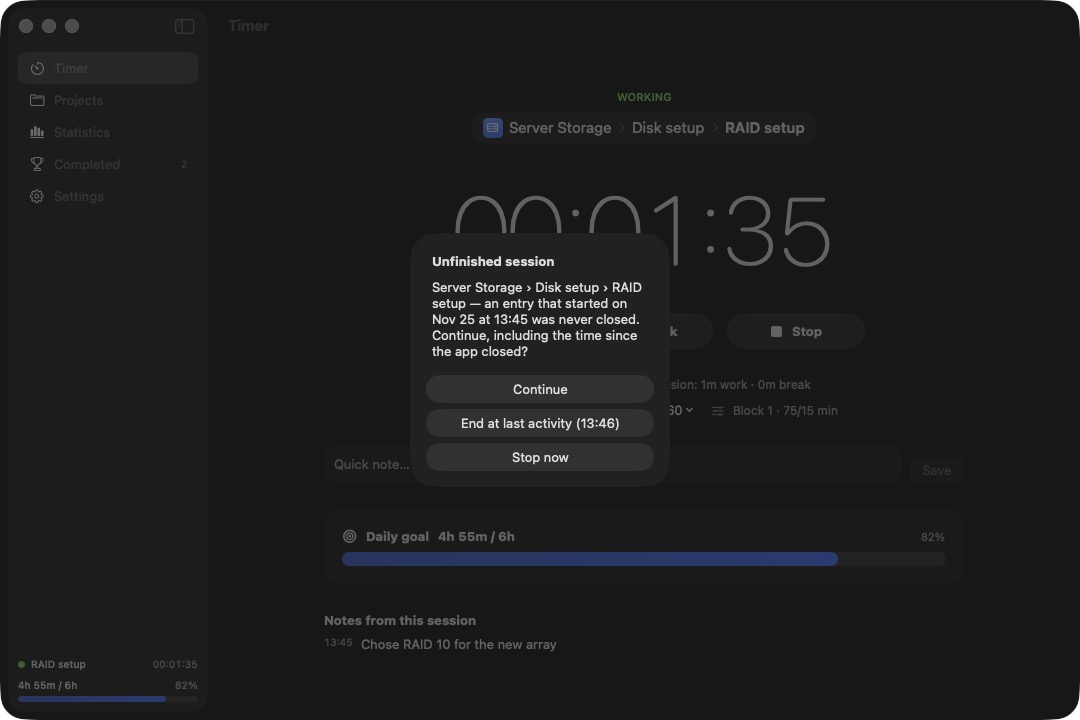 Timer
Timer
Projects
Statistics
Completed 2
Settings
WORKING
Server Storage › Disk setup › RAID setup
00:01:35
Unfinished session
Server Storage › Disk setup › RAID
setup — an entry that started on
Nov 25 at 13:45 was never closed.
Continue, including the time since
the app closed?
Continue
End at last activity (13:46)
Stop now
Stop
1m work · 0m break
Block 1 · 75/15 min
Quick note...
Save
Daily goal 4h 55m / 6h 82%
Notes from this session
13:45 Chose RAID 10 for the new array
RAID setup 00:01:35
4h 55m / 6h 82%